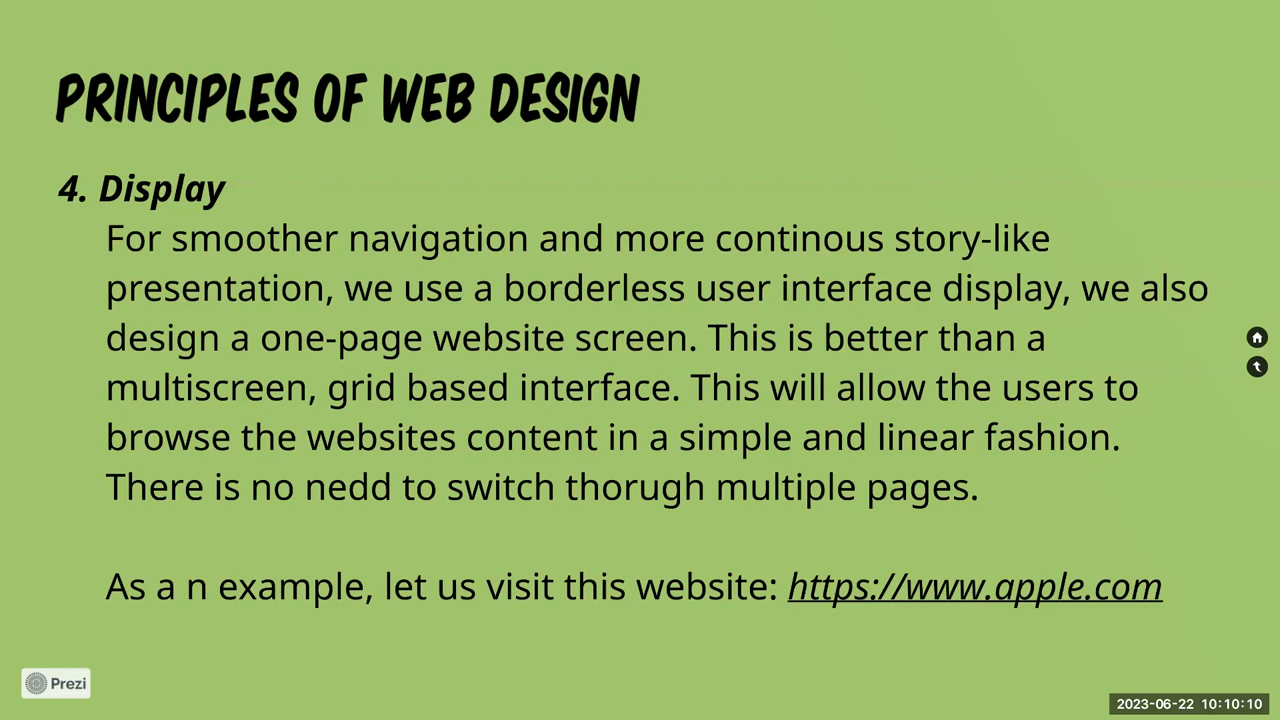 PRINCIPLES OF WEB DESIGN
4. Display
For smoother navigation and more continous story-like
presentation, we use a borderless user interface display, we also
design a one-page website screen. This is better than a
multiscreen, grid based interface. This will allow the users to
browse the websites content in a simple and linear fashion.
There is no nedd to switch thorugh multiple pages.
As a n example, let us visit this website: https://www.apple.com
Prezi
2023-06-22 10:10:10